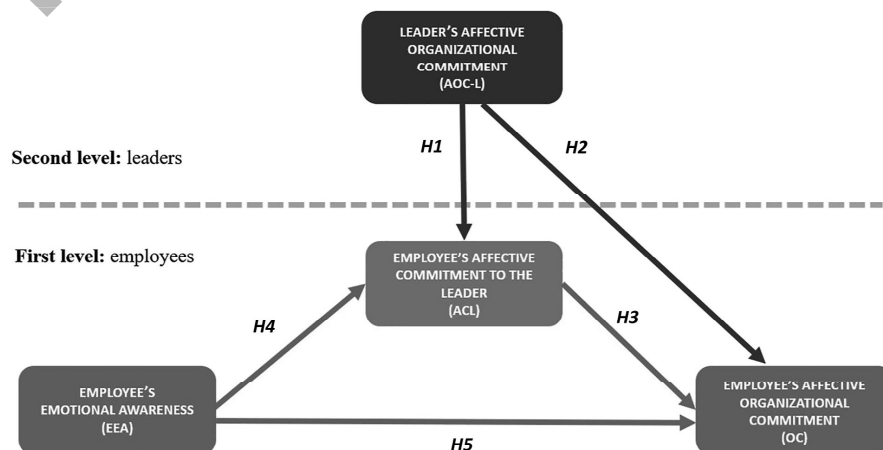 LEADER'S AFFECTIVE
ORGANIZATIONAL
COMMITMENT
(AOC-L)
H1
H2
Second level: leaders
First level: employees
EMPLOYEE'S AFFECTIVE
COMMITMENT TO THE
LEADER
(ACL)
H4
H3
EMPLOYEE'S
EMOTIONAL AWARENESS
(EEA)
EMPLOYEE'S AFFECTIVE
ORGANIZATIONAL
COMMITMENT
(OC)
H5